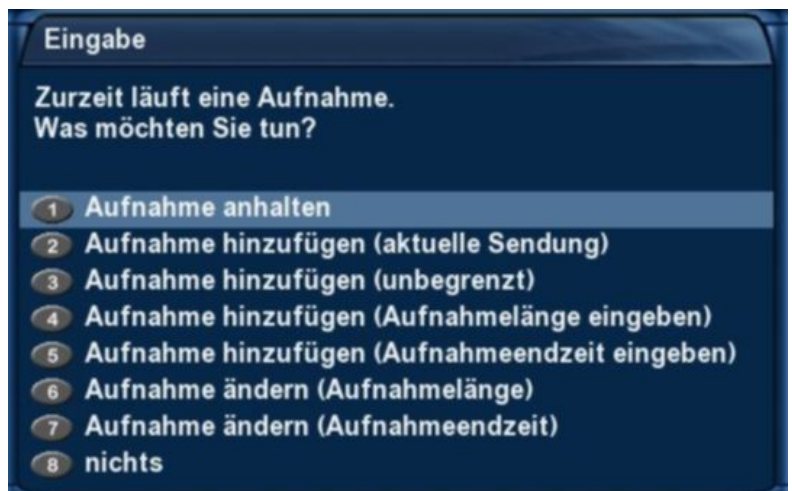 Eingabe
Zurzeit läuft eine Aufnahme.
Was möchten Sie tun?
1 Aufnahme anhalten
2 Aufnahme hinzufügen (aktuelle Sendung)
3 Aufnahme hinzufügen (unbegrenzt)
4 Aufnahme hinzufügen (Aufnahmelänge eingeben)
5 Aufnahme hinzufügen (Aufnahmeendzeit eingeben)
6 Aufnahme ändern (Aufnahmelänge)
7 Aufnahme ändern (Aufnahmeendzeit)
8 nichts